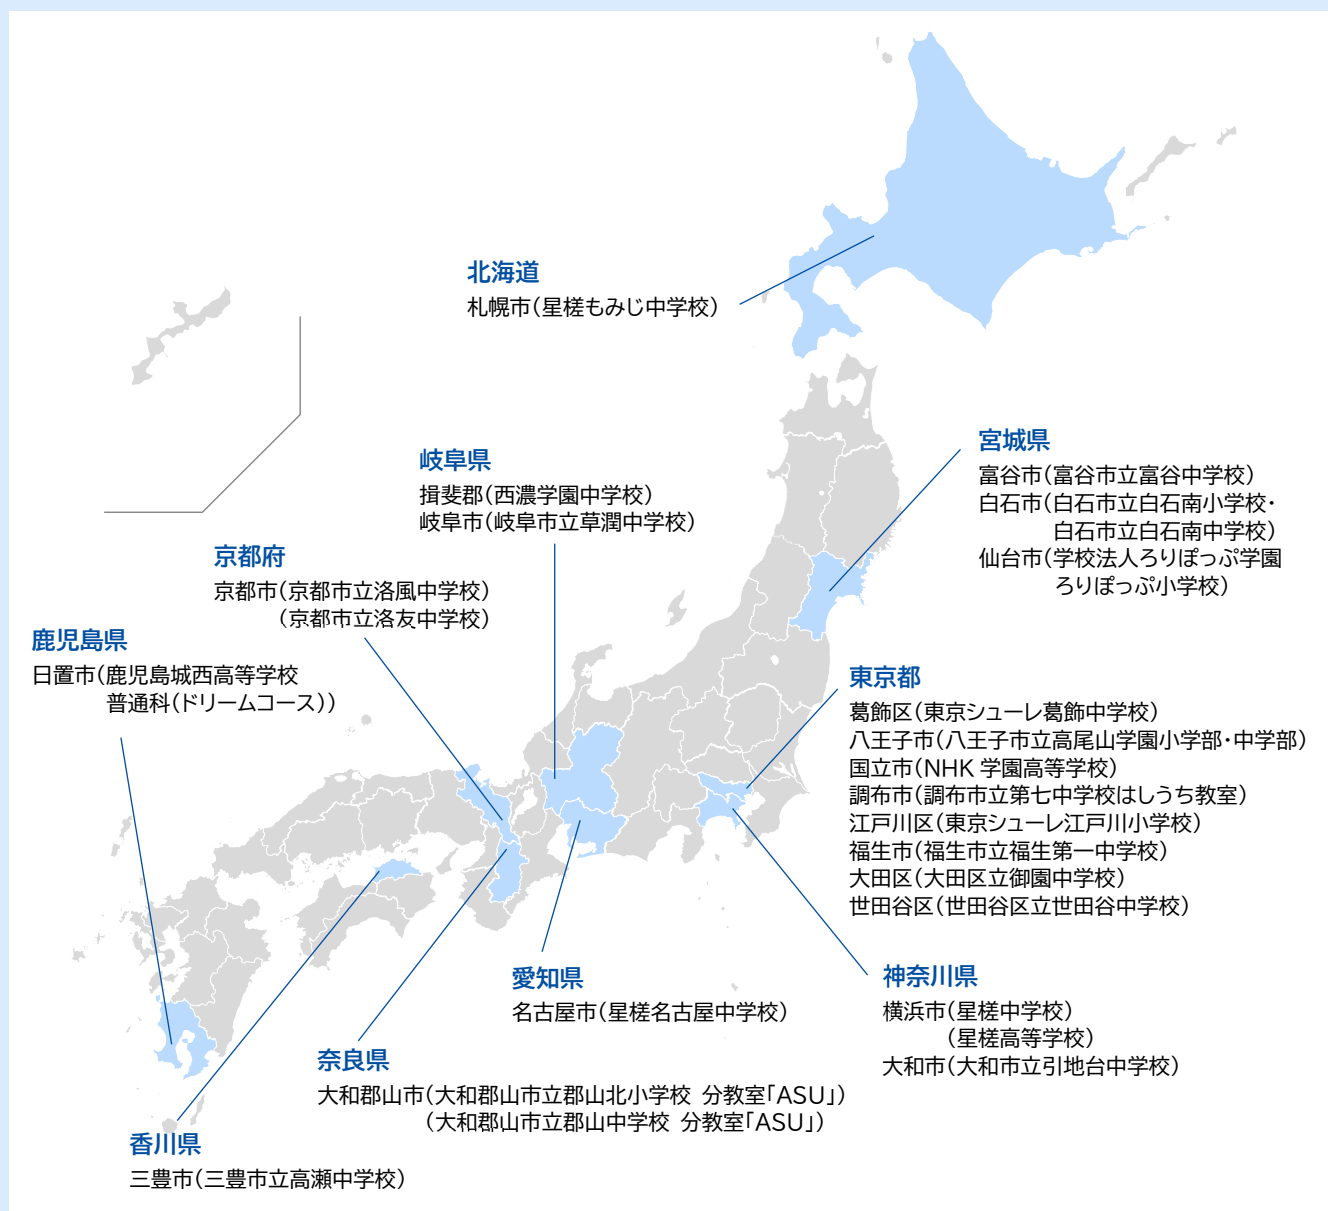 北海道
札幌市（星槎もみじ中学校）
宮城県
富谷市（富谷市立富谷中学校）
白石市（白石市立白石南小学校・
白石市立白石南中学校）
仙台市（学校法人ろりぽっぷ学園
ろりぽっぷ小学校）
岐阜県
揖斐郡（西濃学園中学校）
岐阜市（岐阜市立草潤中学校）
京都府
京都市（京都市立洛風中学校）
（京都市立洛友中学校）
鹿児島県
日置市（鹿児島城西高等学校
普通科（ドリームコース））
東京都
葛飾区（東京シューレ葛飾中学校）
八王子市（八王子市立高尾山学園小学部・中学部）
国立市（NHK 学園高等学校）
調布市（調布市立第七中学校はしうち教室）
江戸川区（東京シューレ江戸川小学校）
福生市（福生市立福生第一中学校）
大田区（大田区立御園中学校）
世田谷区（世田谷区立世田谷中学校）
神奈川県
横浜市（星槎中学校）
（星槎高等学校）
大和市（大和市立引地台中学校）
愛知県
名古屋市（星槎名古屋中学校）
奈良県
大和郡山市（大和郡山市立郡山北小学校 分教室「ASU」）
（大和郡山市立郡山中学校 分教室「ASU」）
香川県
三豊市（三豊市立高瀬中学校）